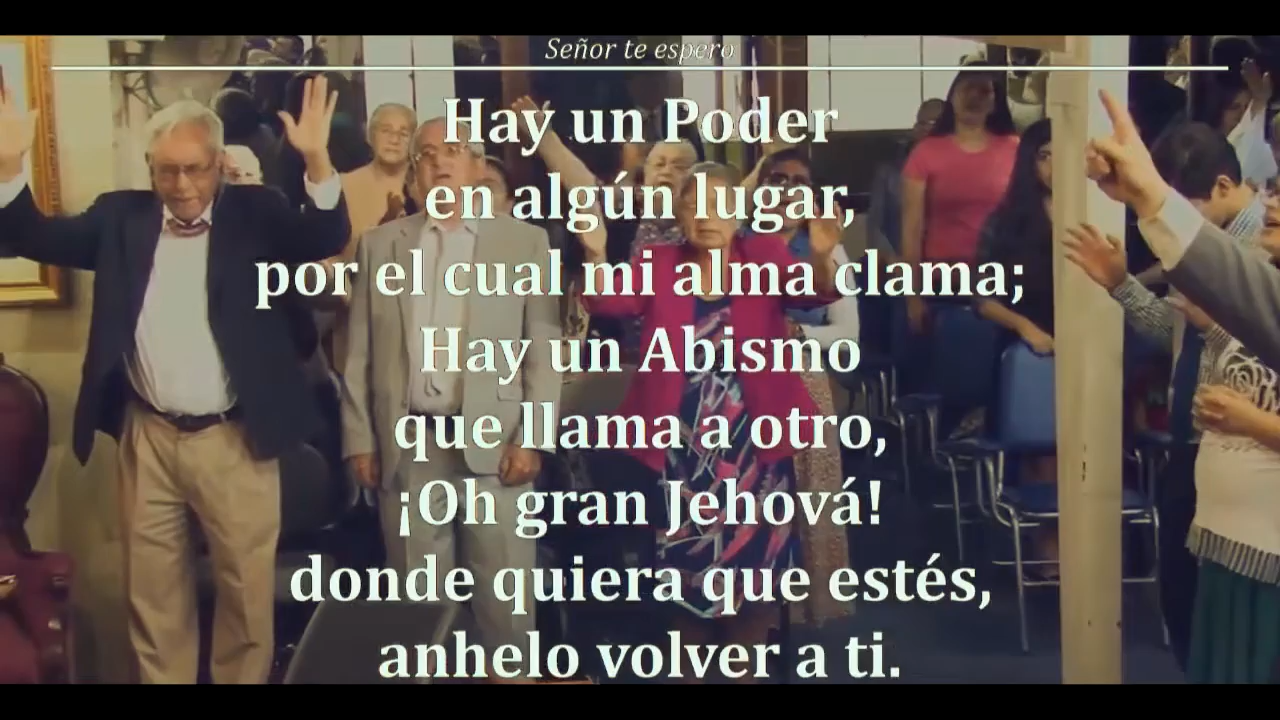 Señor te espero
Hay un Poder
en algún lugar,
por el cual mi alma clama;
Hay un Abismo
que llama a otro,
¡Oh gran Jehová!
donde quiera que estés,
anhelo volver a ti.